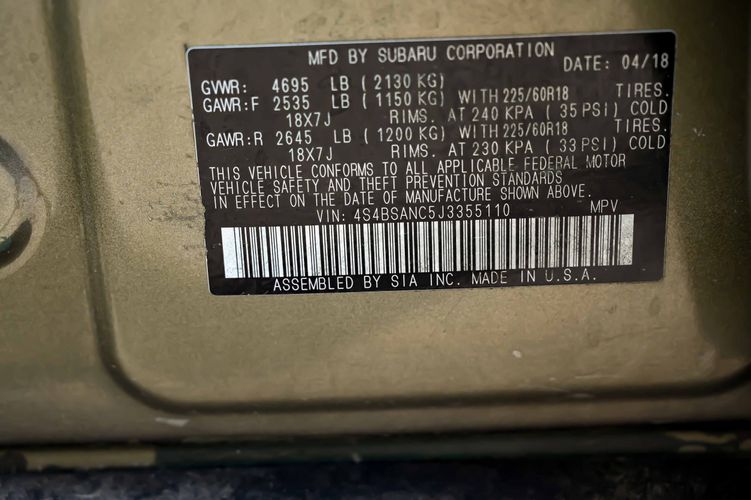 MFD BY SUBARU CORPORATION DATE: 04/18
GVWR: 4695 LB (2130 KG)
GAWR:F 2535 LB (1150 KG) WITH 225/60R18 TIRES.
18X7J RIMS. AT 240 KPA (35 PSI) COLD
GAWR:R 2645 LB (1200 KG) WITH 225/60R18 TIRES.
18X7J RIMS. AT 230 KPA (33 PSI) COLD
THIS VEHICLE CONFORMS TO ALL APPLICABLE FEDERAL MOTOR
VEHICLE SAFETY AND THEFT PREVENTION STANDARDS
IN EFFECT ON THE DATE OF MANUFACTURE SHOWN ABOVE.
VIN: 4S4BSANC5J3355110 MPV
ASSEMBLED BY SIA INC. MADE IN U.S.A.